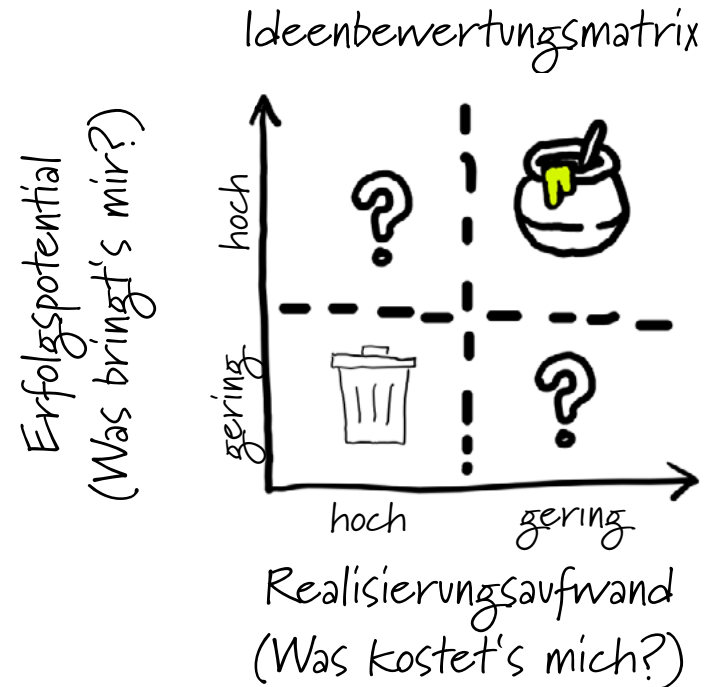 Ideenbewertungsmatrix
Erfolgspotential
(Was bringt's mir?)
hoch
gering
?
?
hoch
gering
Realisierungsaufwand
(Was kostet's mich?)